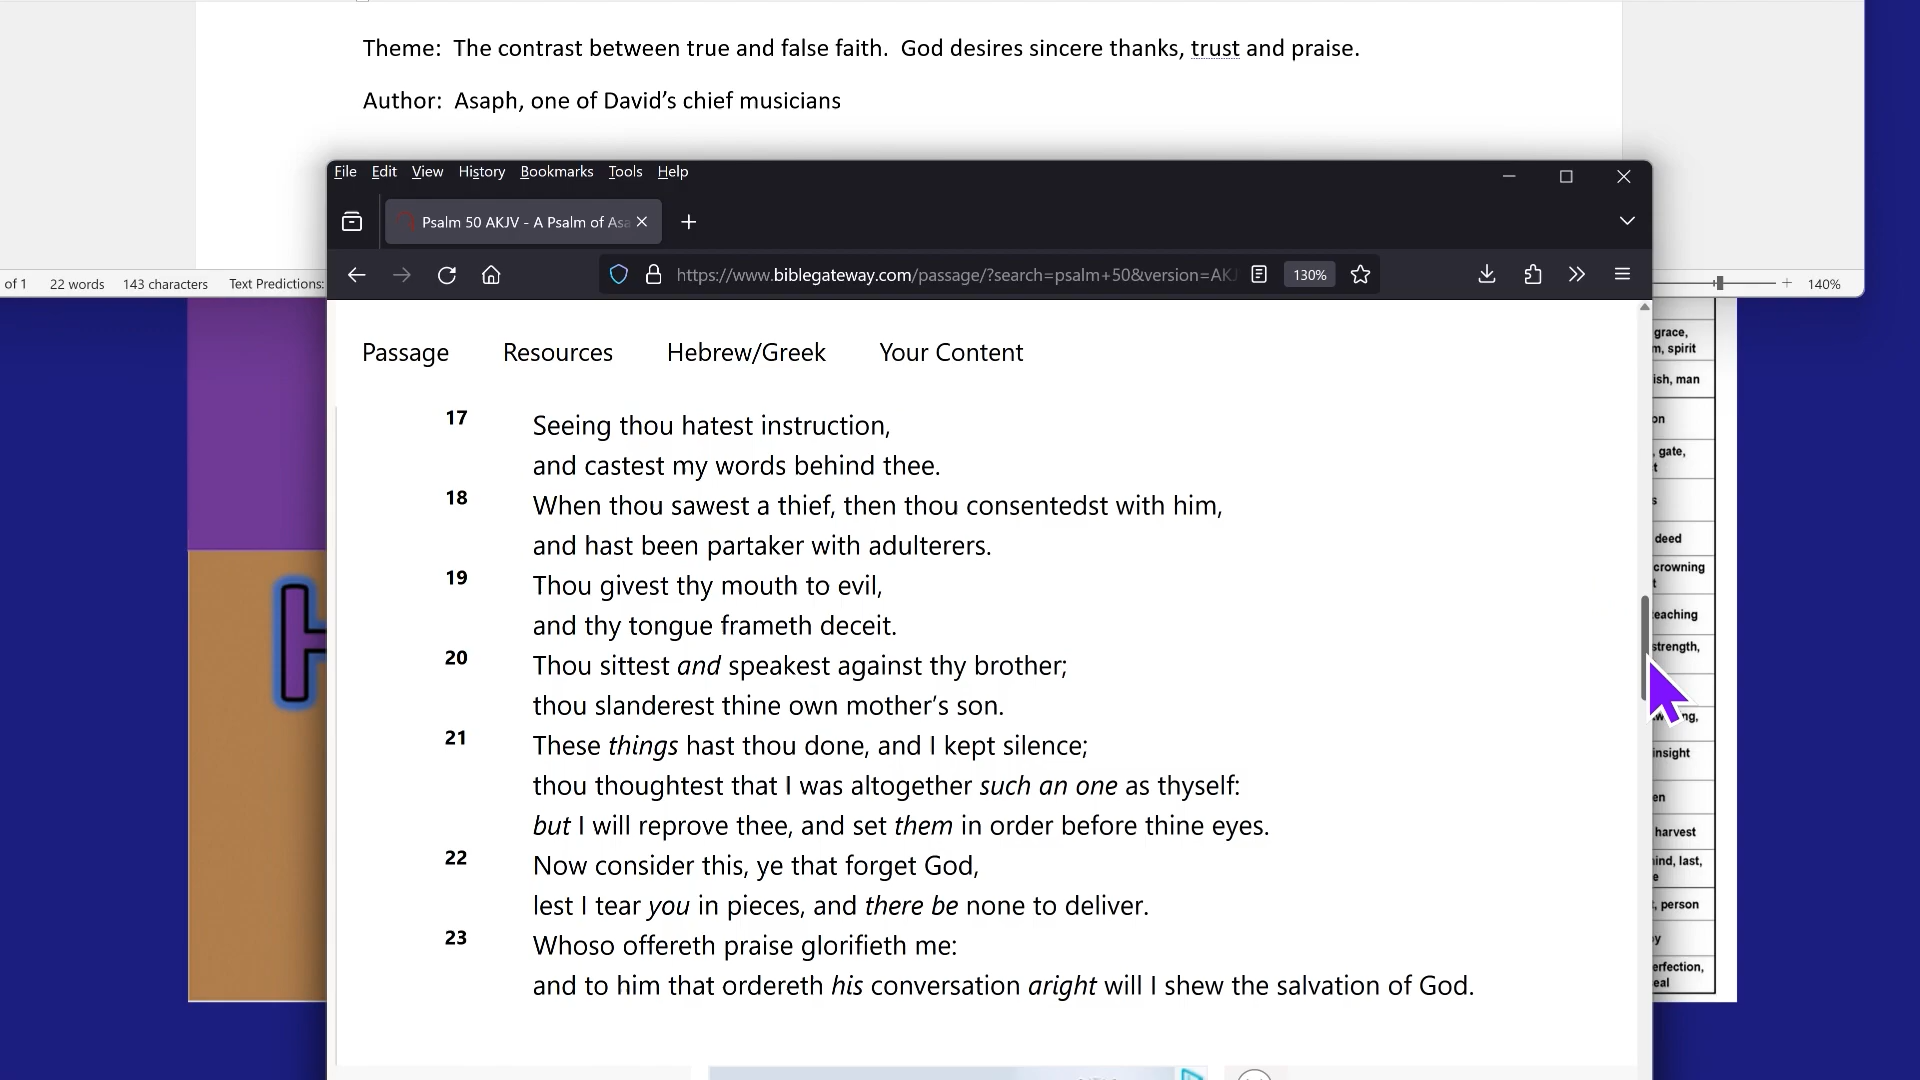 Theme:  The contrast between true and false faith.  God desires sincere thanks, trust and praise.
Author:  Asaph, one of David's chief musicians
File Edit View History Bookmarks Tools Help
Psalm 50 AKJV - A Psalm of Asa
https://www.biblegateway.com/passage/?search=psalm+50&version=AKJ
130%
of 1 22 words 143 characters Text Predictions:
140%
Passage Resources Hebrew/Greek Your Content
17 Seeing thou hatest instruction,
and castest my words behind thee.
18 When thou sawest a thief, then thou consentedst with him,
and hast been partaker with adulterers.
19 Thou givest thy mouth to evil,
and thy tongue frameth deceit.
20 Thou sittest and speakest against thy brother;
thou slanderest thine own mother's son.
21 These things hast thou done, and I kept silence;
thou thoughtest that I was altogether such an one as thyself:
but I will reprove thee, and set them in order before thine eyes.
22 Now consider this, ye that forget God,
lest I tear you in pieces, and there be none to deliver.
23 Whoso offereth praise glorifieth me:
and to him that ordereth his conversation aright will I shew the salvation of God.
H
grace,
spirit
man
gate,
deed
crowning
teaching
strength,
insight
harvest
last,
person